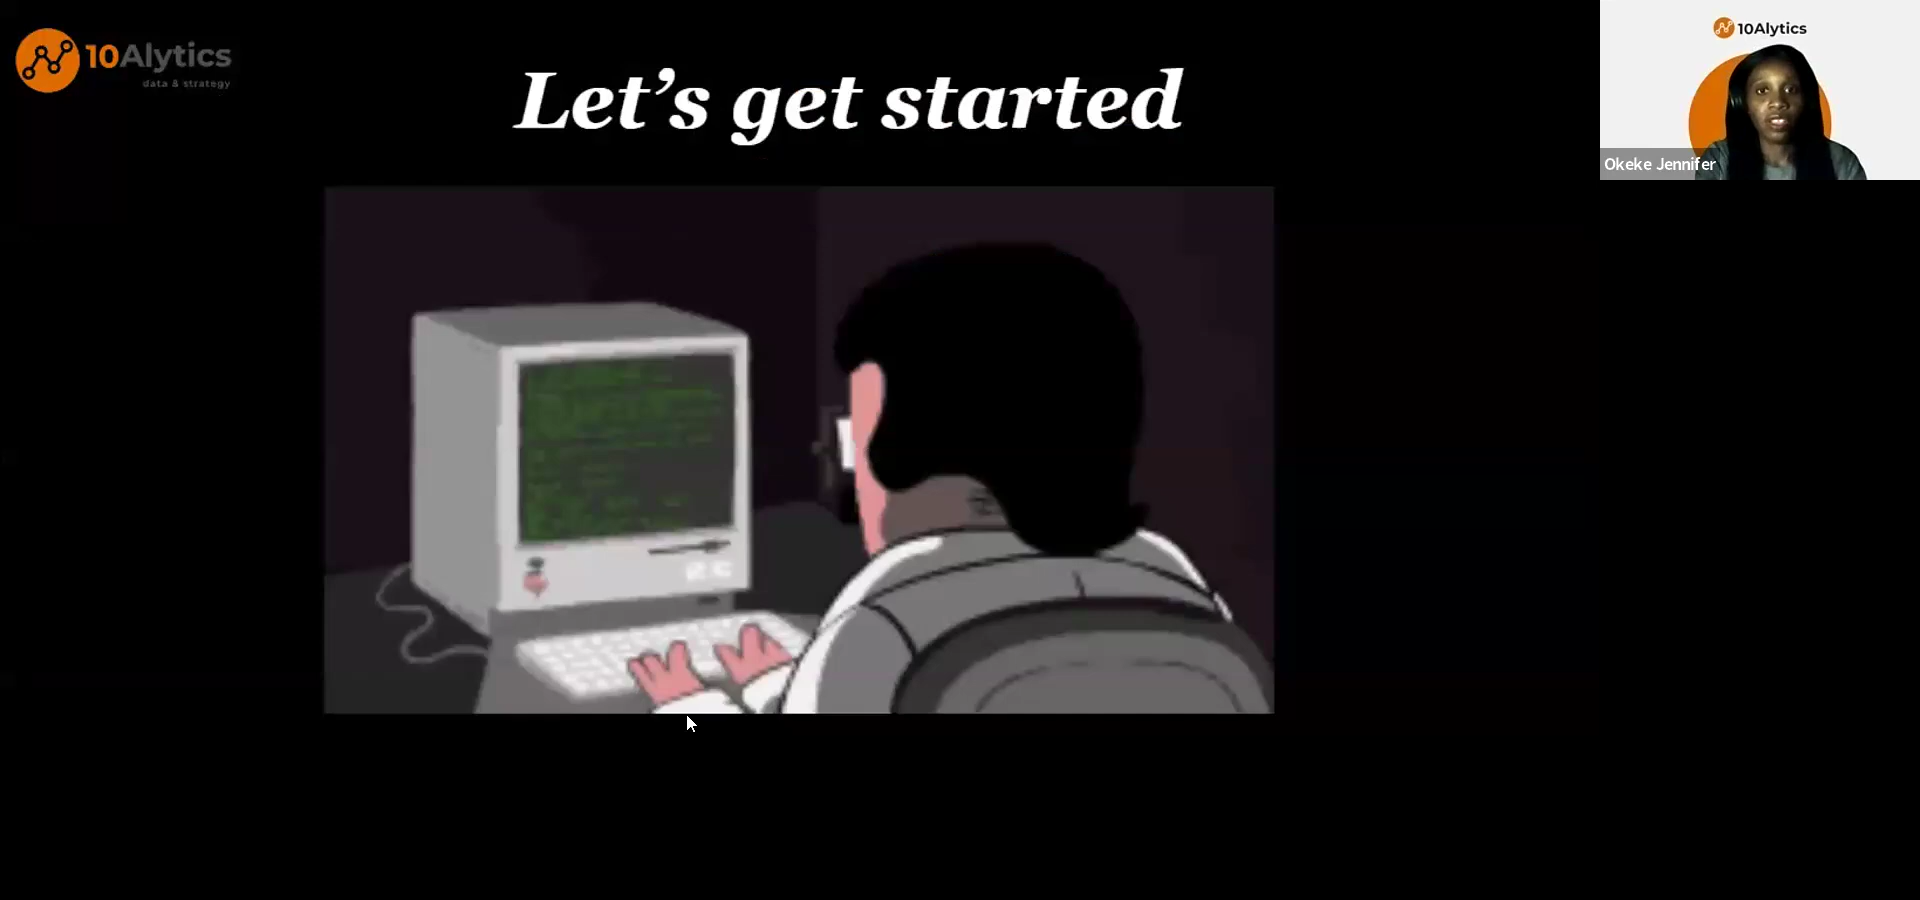 10Alytics
data & strategy
Let's get started
10Alytics
Okeke Jennifer